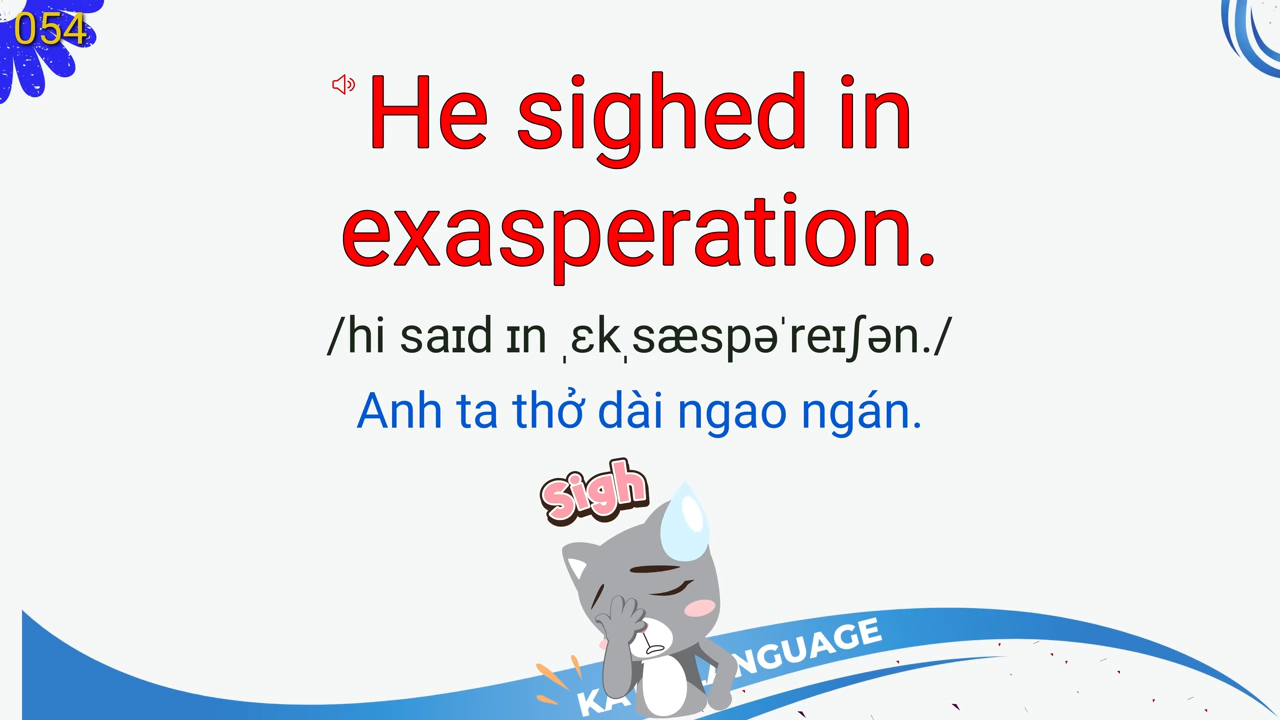 054
He sighed in
exasperation.
/hi saɪd ɪn ˌɛkˌsæspəˈreɪʃən./
Anh ta thở dài ngao ngán.
Sigh